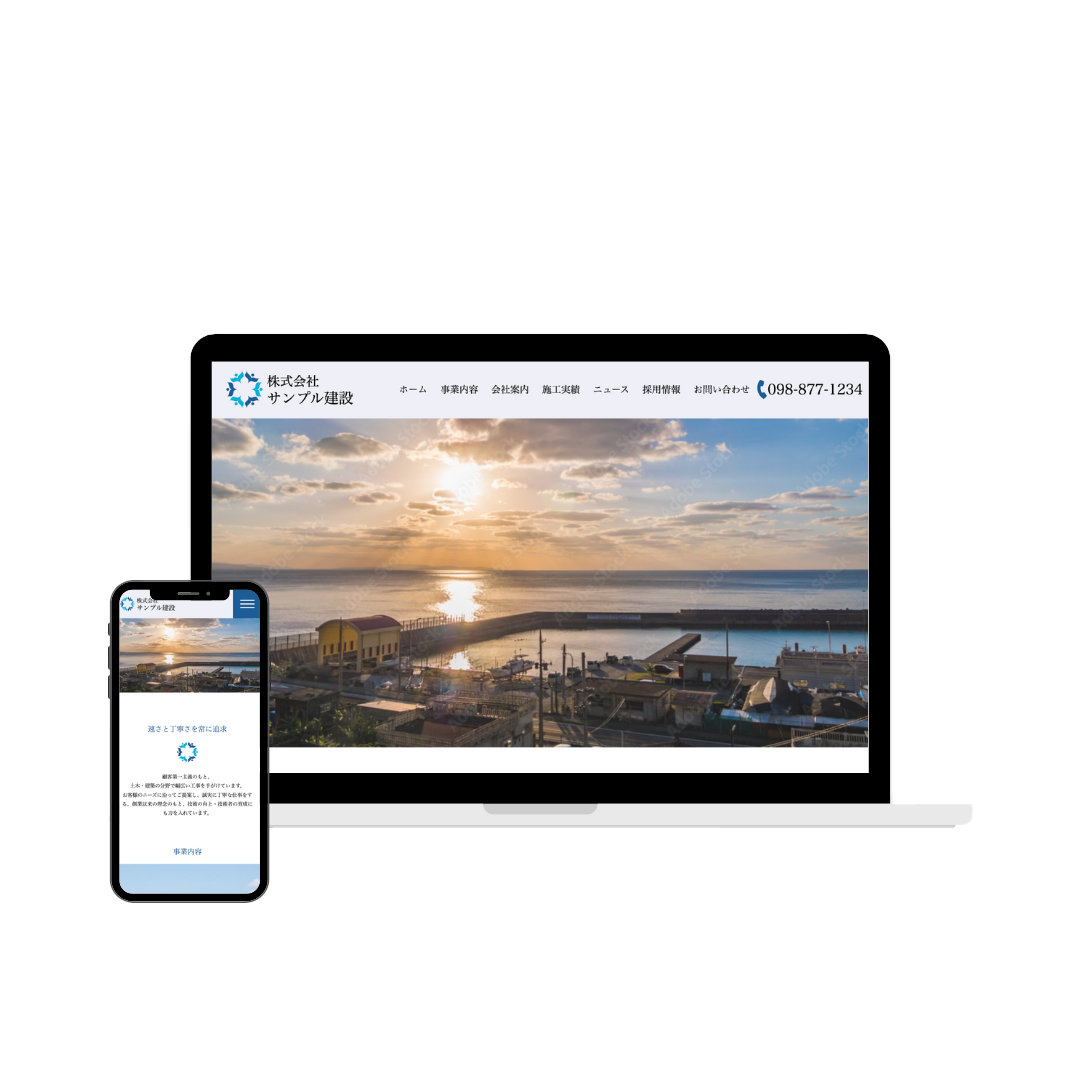 株式会社
サンプル建設
ホーム 事業内容 会社案内 施工実績 ニュース 採用情報 お問い合わせ 098-877-1234
株式会社
サンプル建設
速さと丁寧さを常に追求
顧客第一主義のもと、
土木・建築の分野で幅広い工事を手がけています。
お客様のニーズに沿ってご提案し、誠実に丁寧な仕事をす
る。創業以来の理念のもと、技術の向上・技術者の育成に
も力を入れています。
事業内容